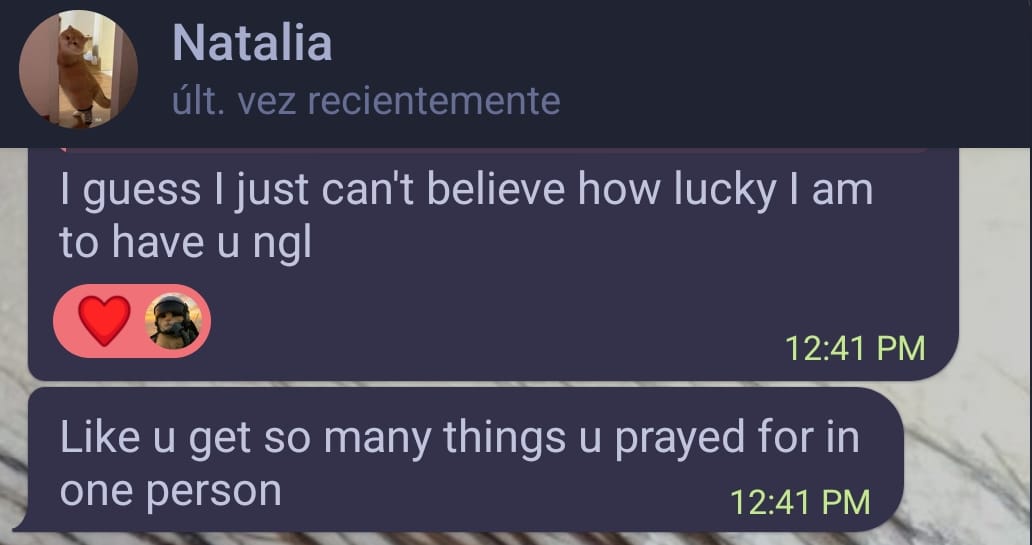 Natalia
últ. vez recientemente
I guess I just can't believe how lucky I am
to have u ngl
12:41 PM
Like u get so many things u prayed for in
one person
12:41 PM